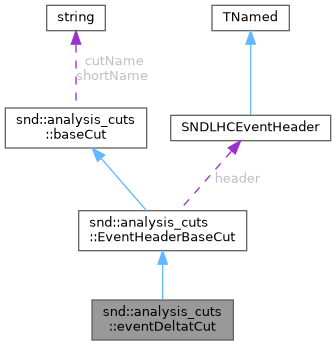 string
TNamed
cutName
shortName
snd::analysis_cuts
::baseCut
SNDLHCEventHeader
header
snd::analysis_cuts
::EventHeaderBaseCut
snd::analysis_cuts
::eventDeltatCut